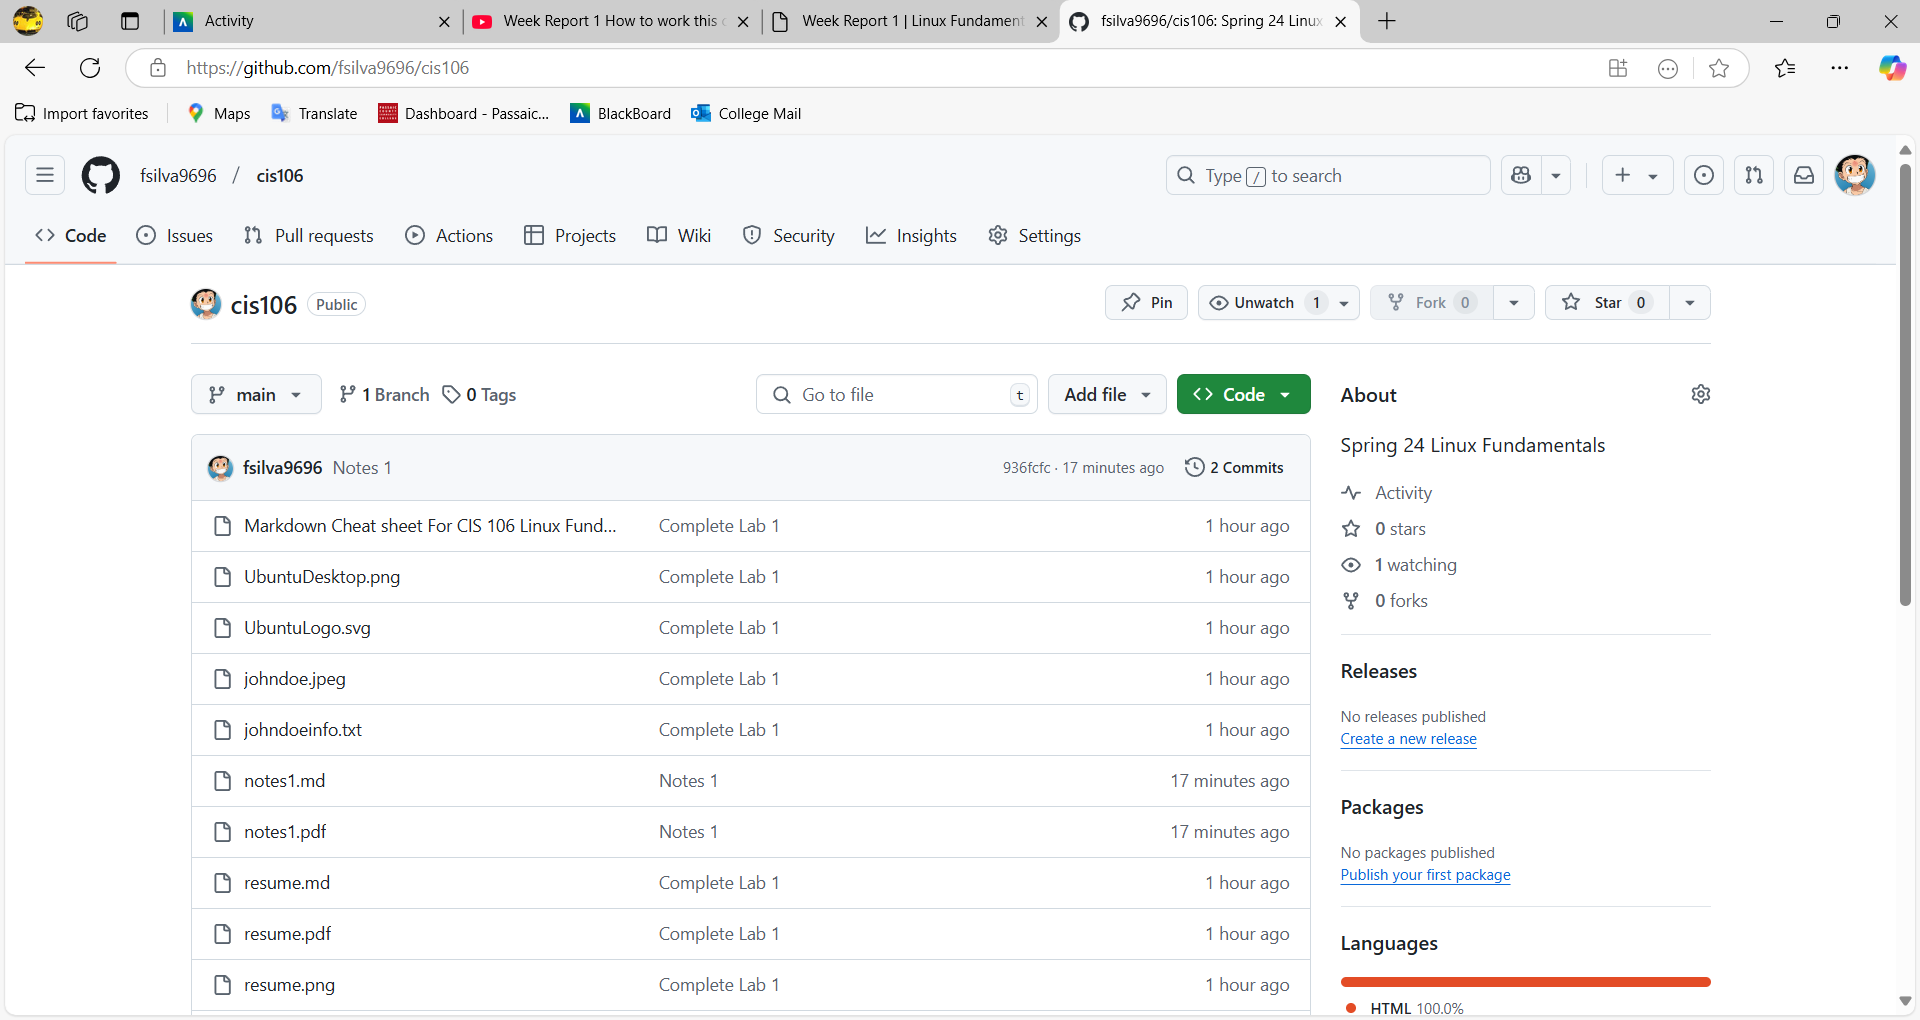 Activity
Week Report 1 How to work this
Week Report 1 | Linux Fundament
fsilva9696/cis106: Spring 24 Linux
https://github.com/fsilva9696/cis106
Import favorites
Maps
Translate
Dashboard - Passaic...
BlackBoard
College Mail
fsilva9696 / cis106
Type / to search
Code
Issues
Pull requests
Actions
Projects
Wiki
Security
Insights
Settings
cis106 Public
Pin
Unwatch 1
Fork 0
Star 0
main
1 Branch
0 Tags
Go to file t
Add file
Code
fsilva9696 Notes 1 936fcfc · 17 minutes ago 2 Commits
Markdown Cheat sheet For CIS 106 Linux Fund... Complete Lab 1 1 hour ago
UbuntuDesktop.png Complete Lab 1 1 hour ago
UbuntuLogo.svg Complete Lab 1 1 hour ago
johndoe.jpeg Complete Lab 1 1 hour ago
johndoeinfo.txt Complete Lab 1 1 hour ago
notes1.md Notes 1 17 minutes ago
notes1.pdf Notes 1 17 minutes ago
resume.md Complete Lab 1 1 hour ago
resume.pdf Complete Lab 1 1 hour ago
resume.png Complete Lab 1 1 hour ago
About
Spring 24 Linux Fundamentals
Activity
0 stars
1 watching
0 forks
Releases
No releases published
Create a new release
Packages
No packages published
Publish your first package
Languages
HTML 100.0%